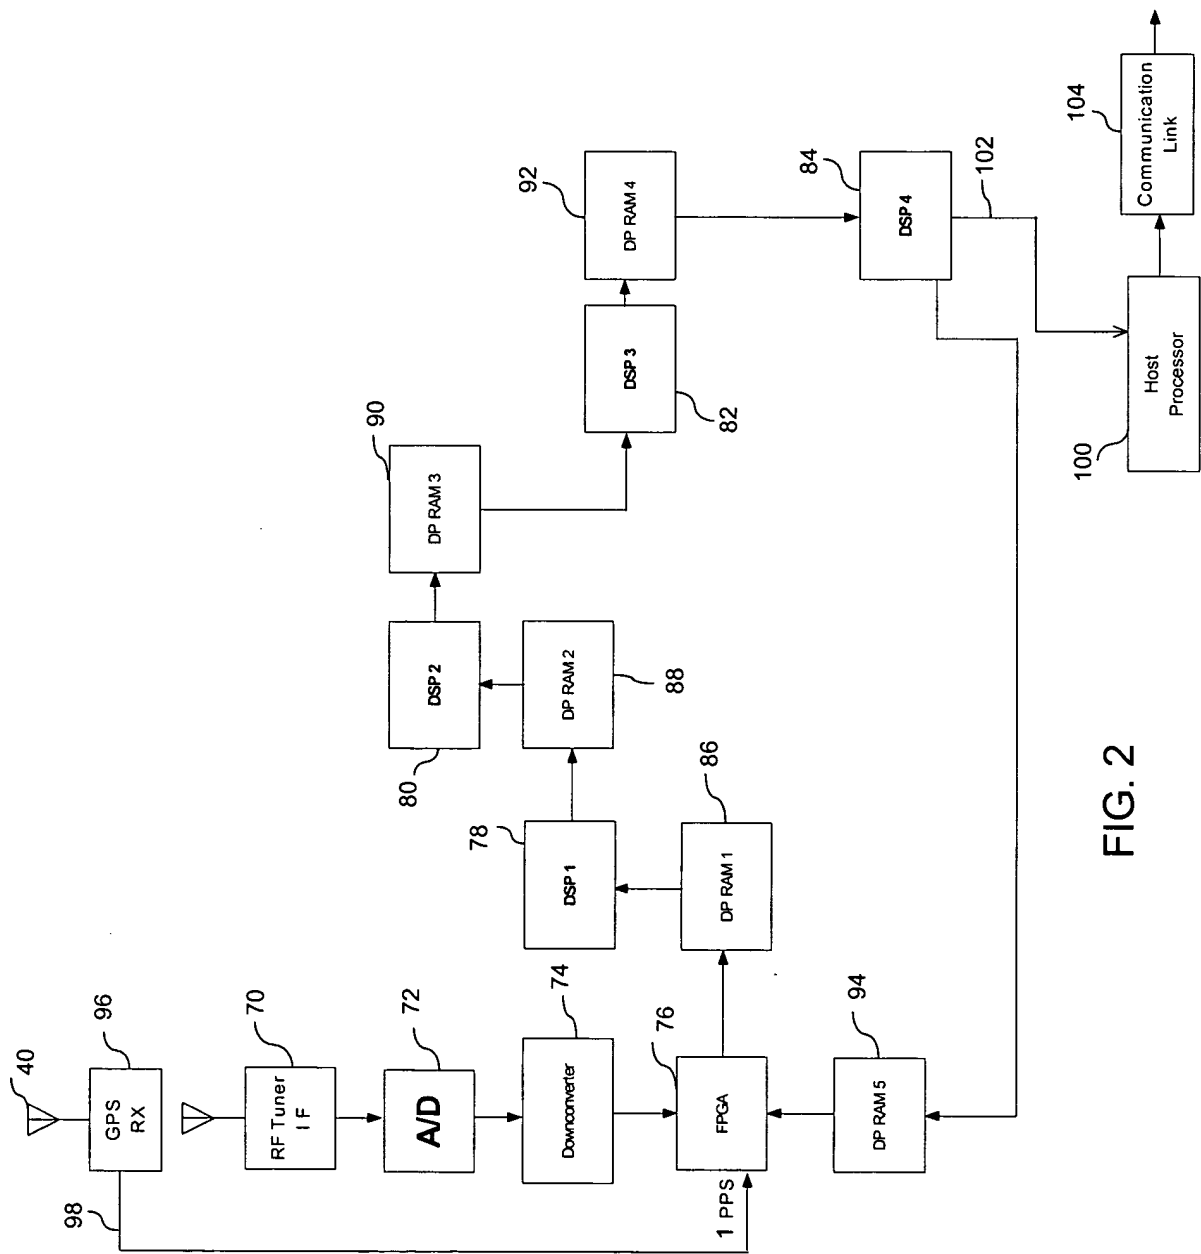 40
96
GPS
RX
98
70
RF Tuner
I F
72
A/D
74
Downconverter
76
FPGA
1 PPS
94
DP RAM 5
86
DP RAM 1
78
DSP 1
88
DP RAM 2
80
DSP 2
90
DP RAM 3
82
DSP 3
92
DP RAM 4
84
DSP 4
102
100
Host
Processor
104
Communication
Link
FIG. 2